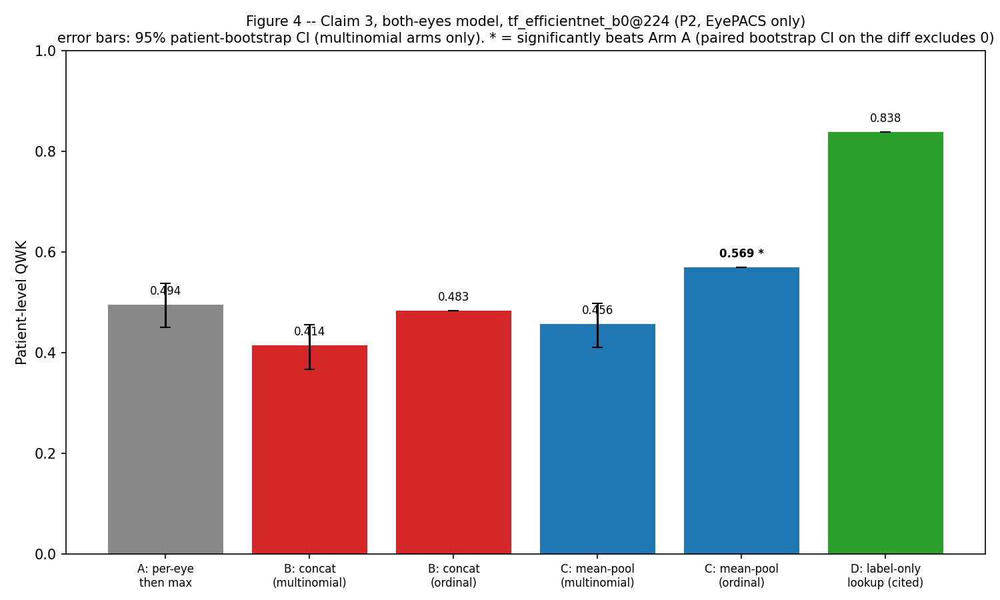 Figure 4 -- Claim 3, both-eyes model, tf_efficientnet_b0@224 (P2, EyePACS only)
error bars: 95% patient-bootstrap CI (multinomial arms only). * = significantly beats Arm A (paired bootstrap CI on the diff excludes 0)
Patient-level QWK
1.0
0.8
0.6
0.4
0.2
0.0
0.494
0.414
0.483
0.456
0.569 *
0.838
A: per-eye
then max
B: concat
(multinomial)
B: concat
(ordinal)
C: mean-pool
(multinomial)
C: mean-pool
(ordinal)
D: label-only
lookup (cited)